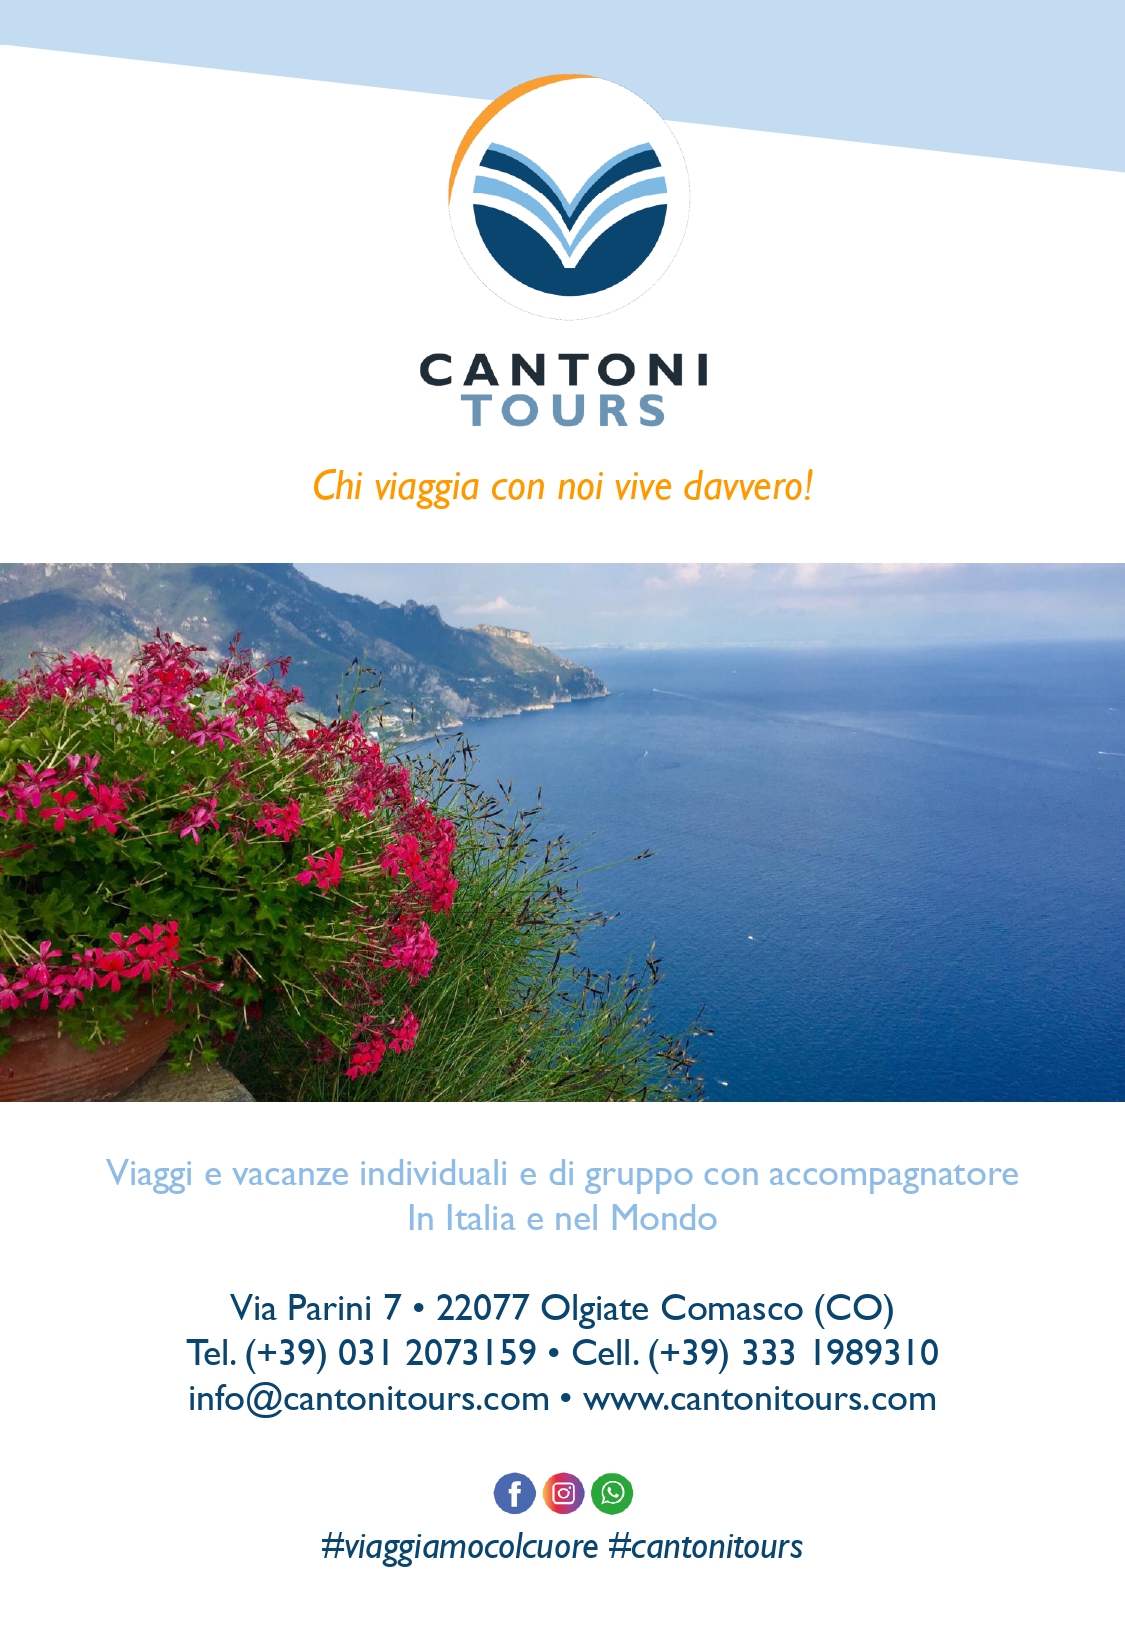 CANTONI
TOURS
Chi viaggia con noi vive davvero!
Viaggi e vacanze individuali e di gruppo con accompagnatore
In Italia e nel Mondo
Via Parini 7 • 22077 Olgiate Comasco (CO)
Tel. (+39) 031 2073159 • Cell. (+39) 333 1989310
info@cantonitours.com • www.cantonitours.com
#viaggiamocolcuore #cantonitours